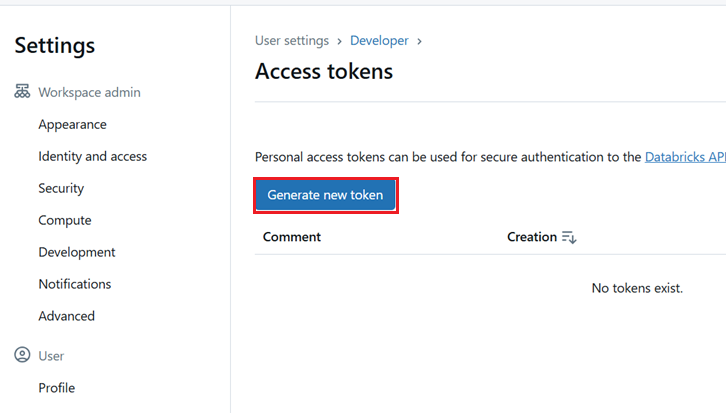 Settings
Workspace admin
Appearance
Identity and access
Security
Compute
Development
Notifications
Advanced
User
Profile
User settings › Developer ›
Access tokens
Personal access tokens can be used for secure authentication to the Databricks API
Generate new token
Comment Creation
No tokens exist.